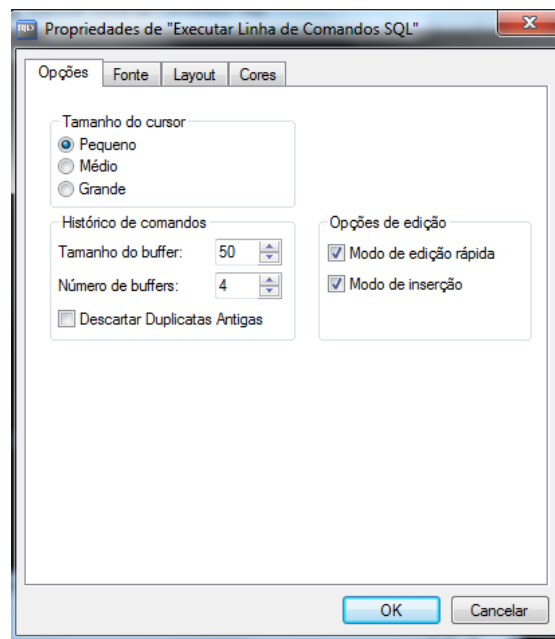 SQL>
Propriedades de "Executar Linha de Comandos SQL"
Opções Fonte Layout Cores
Tamanho do cursor
Pequeno
Médio
Grande
Histórico de comandos
Tamanho do buffer: 50
Número de buffers: 4
Descartar Duplicatas Antigas
Opções de edição
Modo de edição rápida
Modo de inserção
OK Cancelar